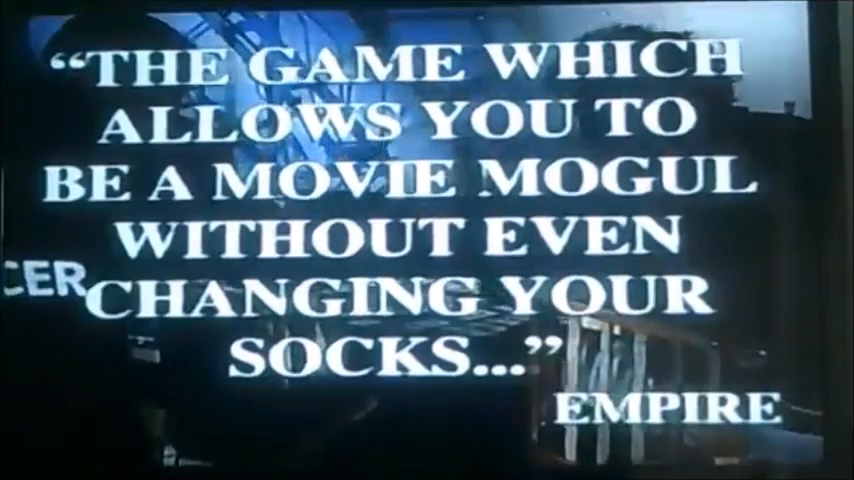 “THE GAME WHICH
ALLOWS YOU TO
BE A MOVIE MOGUL
WITHOUT EVEN
CER
CHANGING YOUR
SOCKS...”
EMPIRE